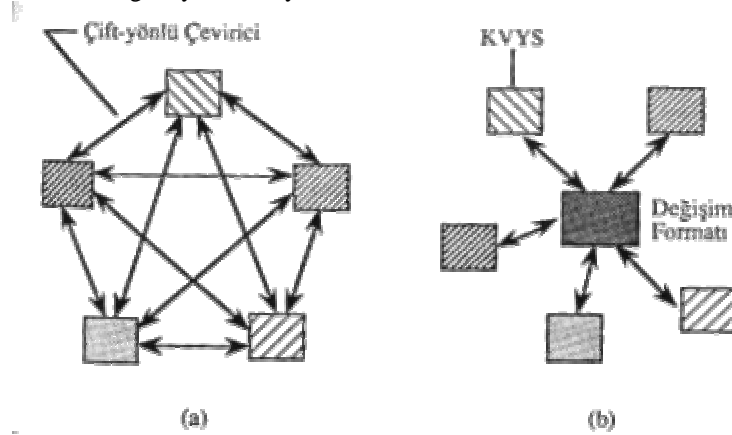 Çift-yönlü Çevirici
KVYS
Değişim
Formatı
(a)
(b)